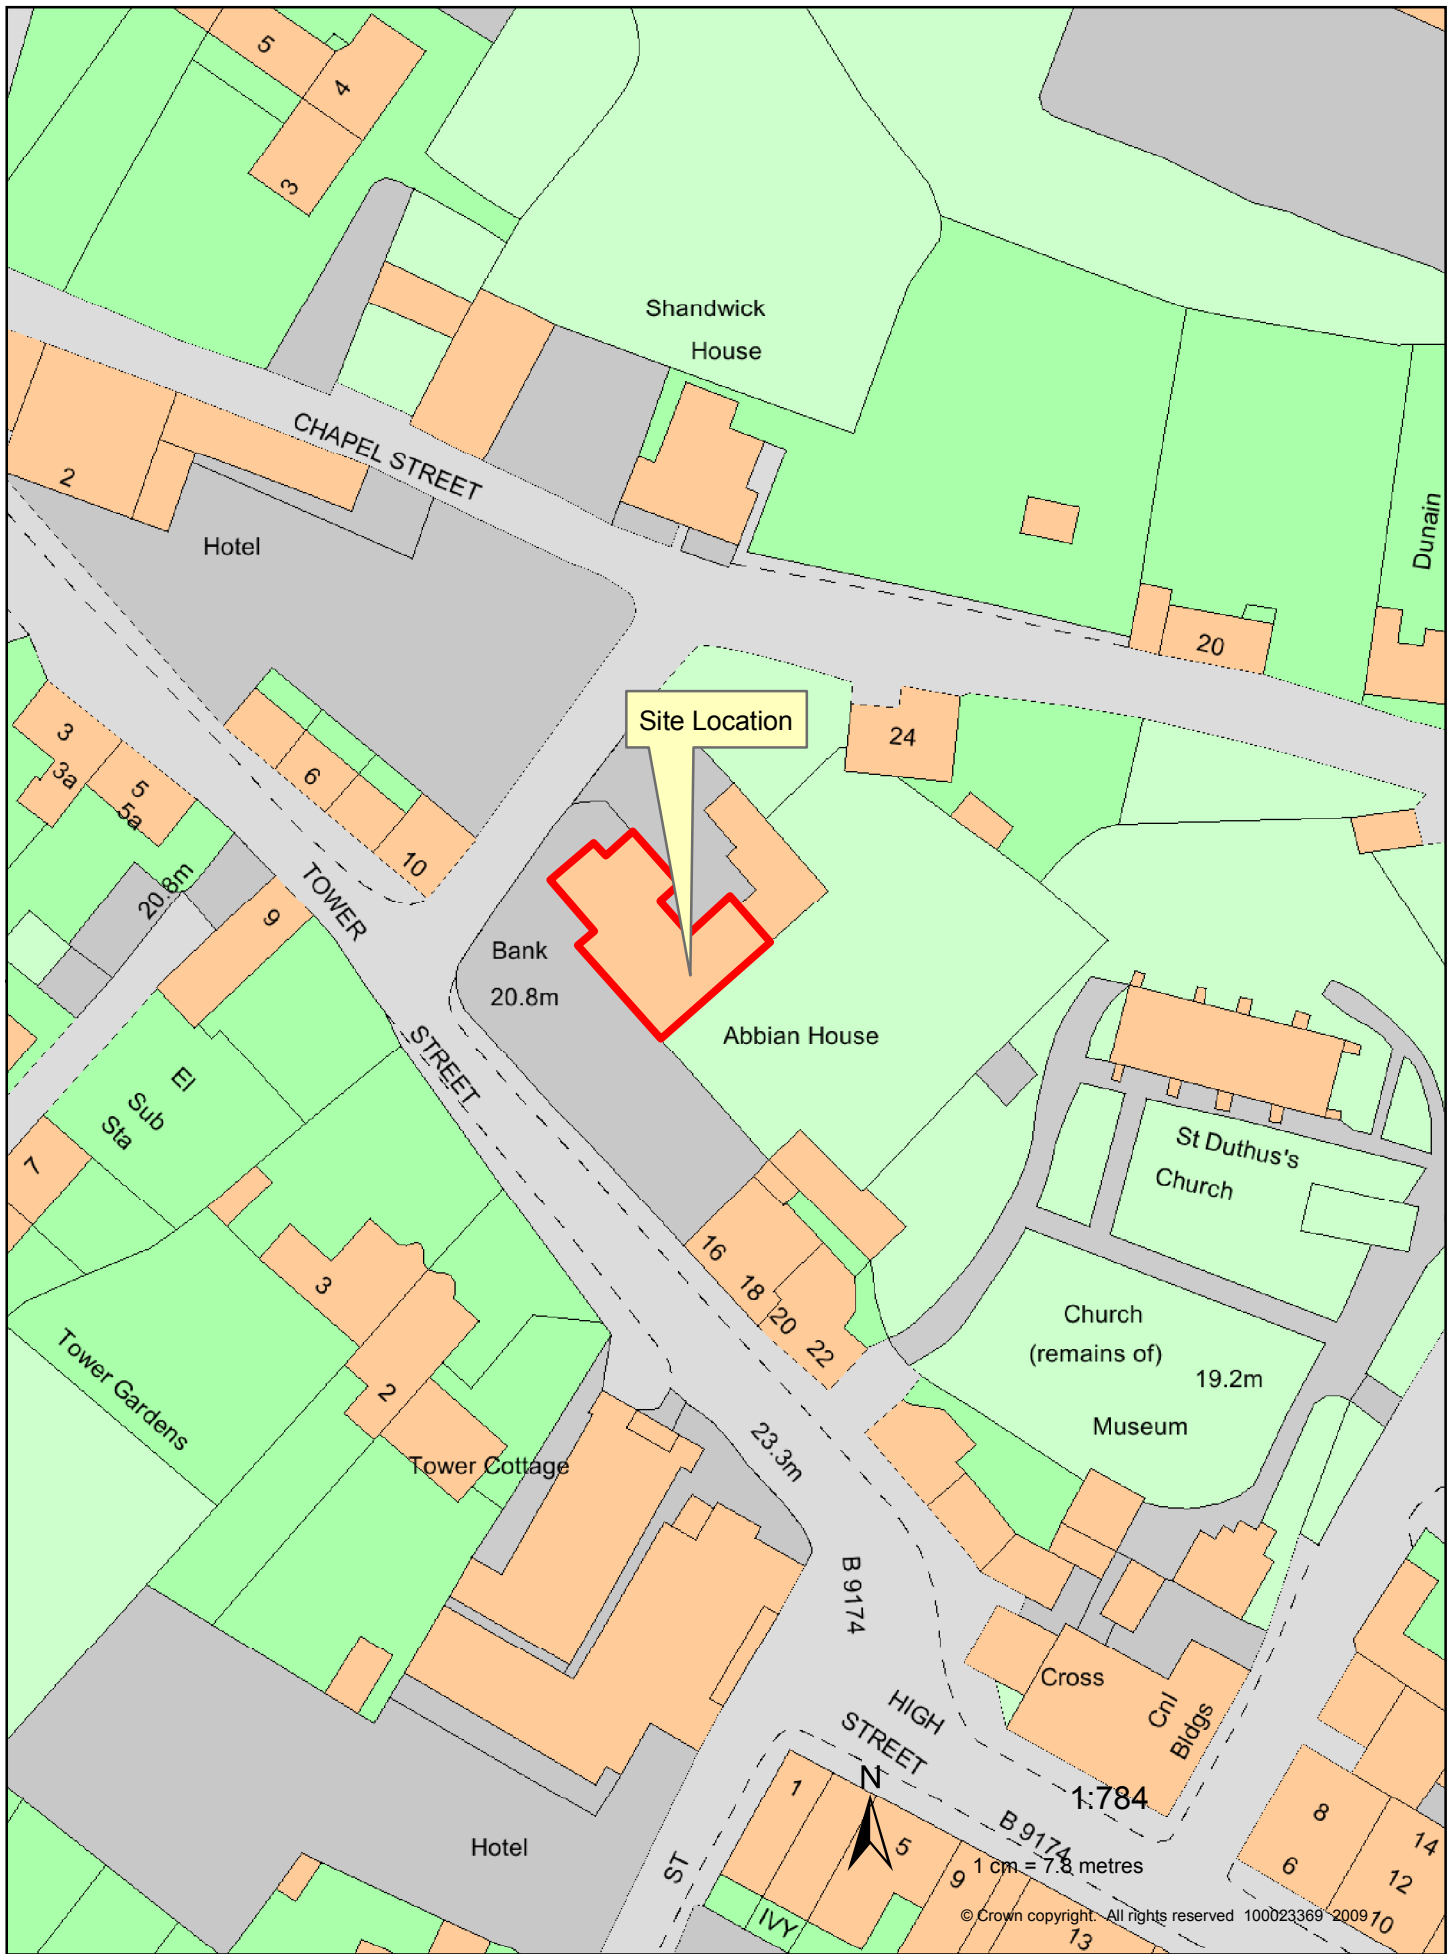 5
4
3
Shandwick
House
CHAPEL STREET
2
Hotel
Dunain
20
Site Location
24
3
3a
5
5a
6
10
20.8m
9
TOWER
STREET
Bank
20.8m
Abbian House
El
Sub
Sta
7
St Duthus's
Church
16
18
20
22
3
2
Church
(remains of)
19.2m
Museum
Tower Gardens
Tower Cottage
23.3m
B 9174
Cross
Cnl
Bldgs
HIGH
STREET
N
1:784
B 9174
1 cm = 7.8 metres
1
5
9
13
8
6
14
12
10
Hotel
ST
IVY
© Crown copyright. All rights reserved 100023369 2009